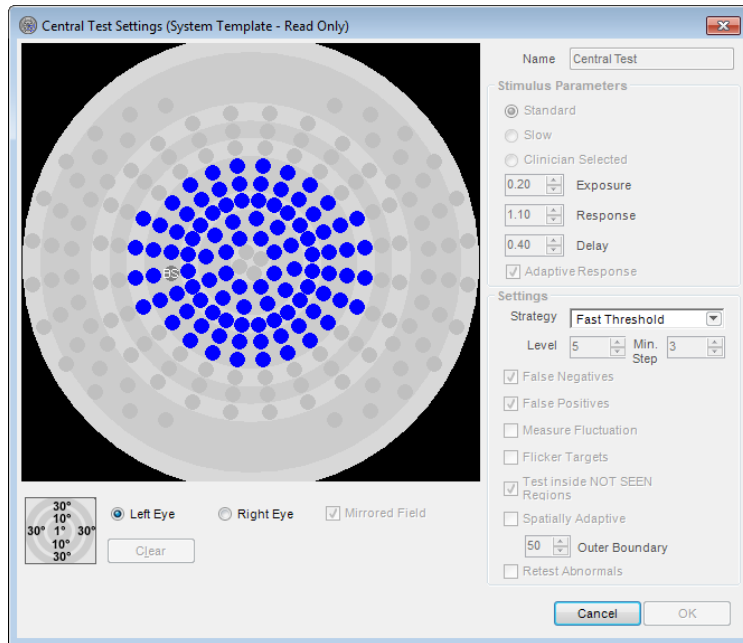 Central Test Settings (System Template - Read Only)
Name Central Test
Stimulus Parameters
Standard
Slow
Clinician Selected
0.20 Exposure
1.10 Response
0.40 Delay
Adaptive Response
BS
Settings
Strategy Fast Threshold
Level 5 Min. Step 3
False Negatives
False Positives
Measure Fluctuation
Flicker Targets
Test inside NOT SEEN
Regions
Spatially Adaptive
50 Outer Boundary
Retest Abnormals
30°
10°
30° 1° 30°
10°
30°
Left Eye Right Eye Mirrored Field
Clear
Cancel OK